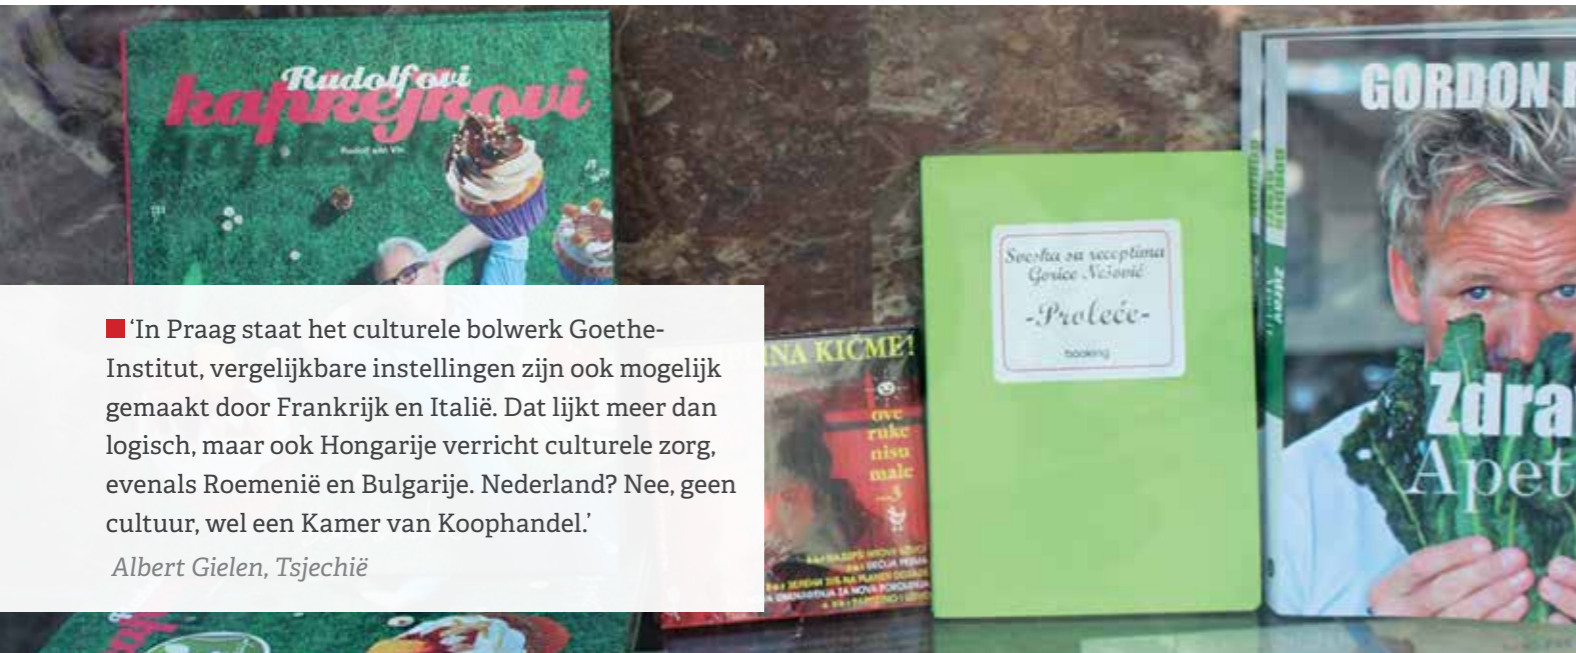 Rudolfovi
kapkejkovi
GORDON
‘In Praag staat het culturele bolwerk Goethe-
Institut, vergelijkbare instellingen zijn ook mogelijk
gemaakt door Frankrijk en Italië. Dat lijkt meer dan
logisch, maar ook Hongarije verricht culturele zorg,
evenals Roemenië en Bulgarije. Nederland? Nee, geen
cultuur, wel een Kamer van Koophandel.’
Albert Gielen, Tsjechië
KIČME!
ove
ruke
nisu
male
...3
Sveska sa receptima
Gorice Nešović
-Proleće-
booking
Zdra
Apet